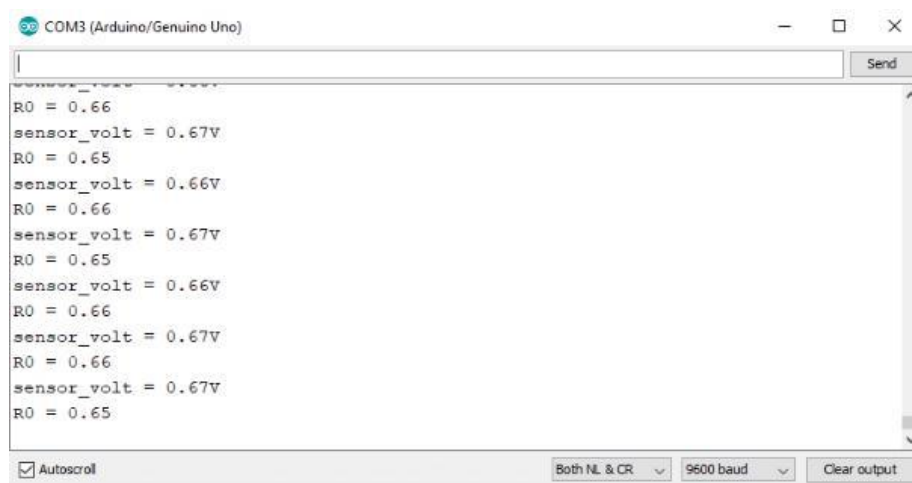 COM3 (Arduino/Genuino Uno)
Send
R0 = 0.66
sensor_volt = 0.67V
R0 = 0.65
sensor_volt = 0.66V
R0 = 0.66
sensor_volt = 0.67V
R0 = 0.65
sensor_volt = 0.66V
R0 = 0.66
sensor_volt = 0.67V
R0 = 0.66
sensor_volt = 0.67V
R0 = 0.65
Autoscroll Both NL & CR 9600 baud Clear output